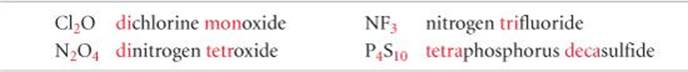 Cl₂O dichlorine monoxide NF₃ nitrogen trifluoride
N₂O₄ dinitrogen tetroxide P₄S₁₀ tetraphosphorus decasulfide